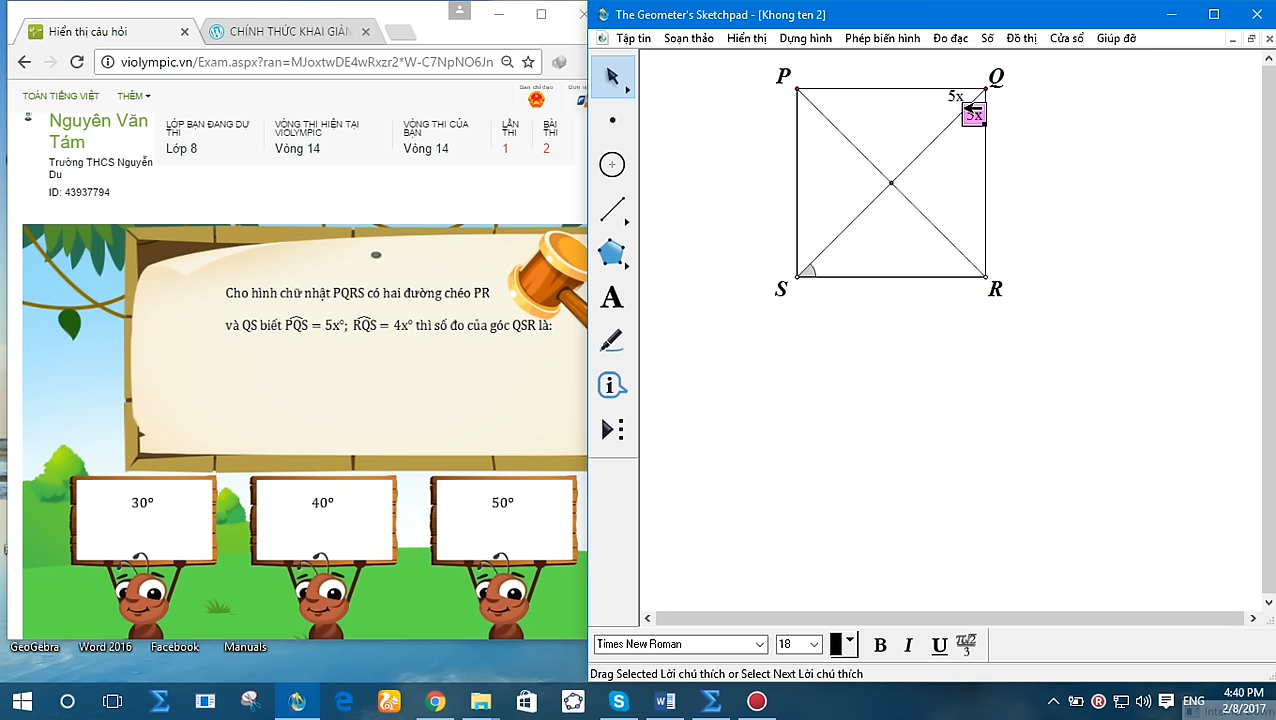 Hiển thị câu hỏi
CHÍNH THỨC KHAI GIẢN
violympic.vn/Exam.aspx?ran=MJoxtwDE4wRxzr2*W-C7NpNO6Jn
TOÁN TIẾNG VIỆT THÊM
Ban chỉ đạo
Nguyên Văn
Tám
Trường THCS Nguyễn
Du
ID: 43937794
LỚP BẠN ĐANG DỰ
THI
Lớp 8
VÒNG THI HIỆN TẠI
VIOLYMPIC
Vòng 14
VÒNG THI CỦA
BẠN
Vòng 14
LẦN
THI
1
BÀI
THI
2
Cho hình chữ nhật PQRS có hai đường chéo PR
và QS biết PQS = 5x°; RQS = 4x° thì số đo của góc QSR là:
30°
40°
50°
GeoGebra
Word 2016
Facebook
Manuals
The Geometer's Sketchpad - [Khong ten 2]
Tập tin Soạn thảo Hiển thị Dựng hình Phép biến hình Đo đạc Số Đồ thị Cửa sổ Giúp đỡ
P
Q
5x
5x
S
R
Times New Roman
18
B I U
Drag Selected Lời chú thích or Select Next Lời chú thích
ENG
4:40 PM
2/8/2017